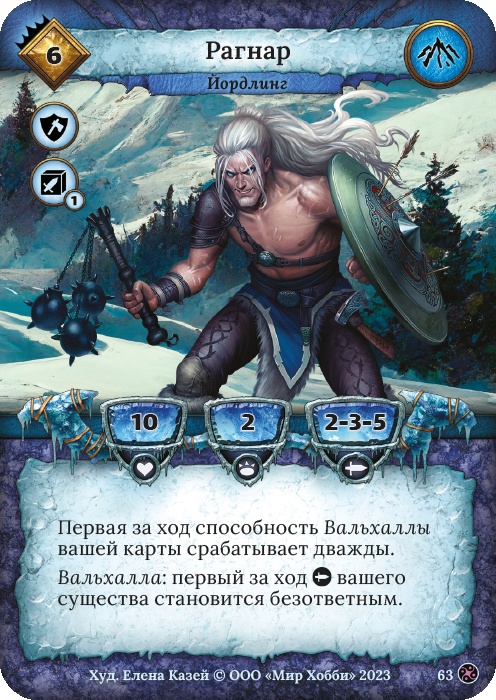 6
Рагнар
Йордлинг
1
10
2
2-3-5
Первая за ход способность Вальхаллы
вашей карты срабатывает дважды.
Вальхалла: первый за ход вашего
существа становится безответным.
Худ. Елена Казей © ООО «Мир Хобби» 2023
63